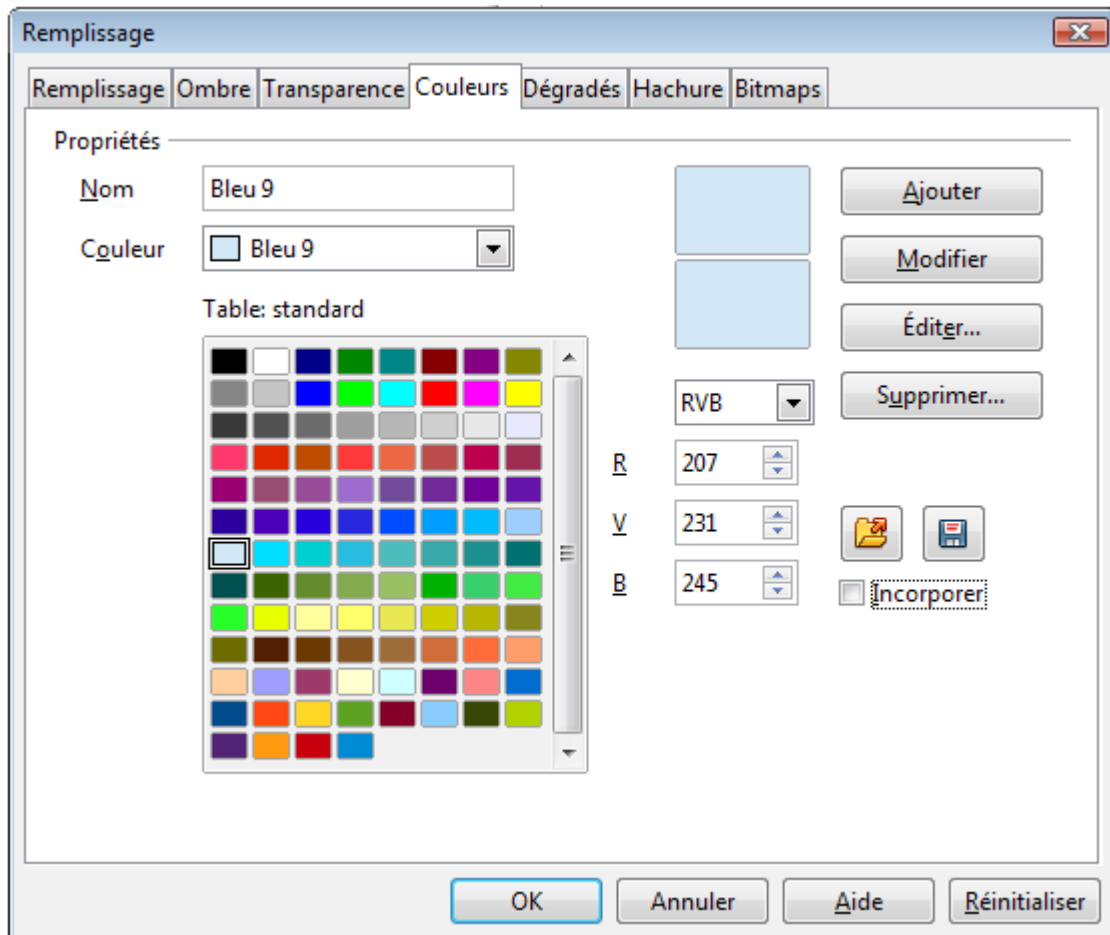 Remplissage
Remplissage Ombre Transparence Couleurs Dégradés Hachure Bitmaps
Propriétés
Nom Bleu 9 Ajouter
Couleur Bleu 9 Modifier
Table: standard Éditer...
RVB Supprimer...
R 207
V 231
B 245
Incorporer
OK Annuler Aide Réinitialiser